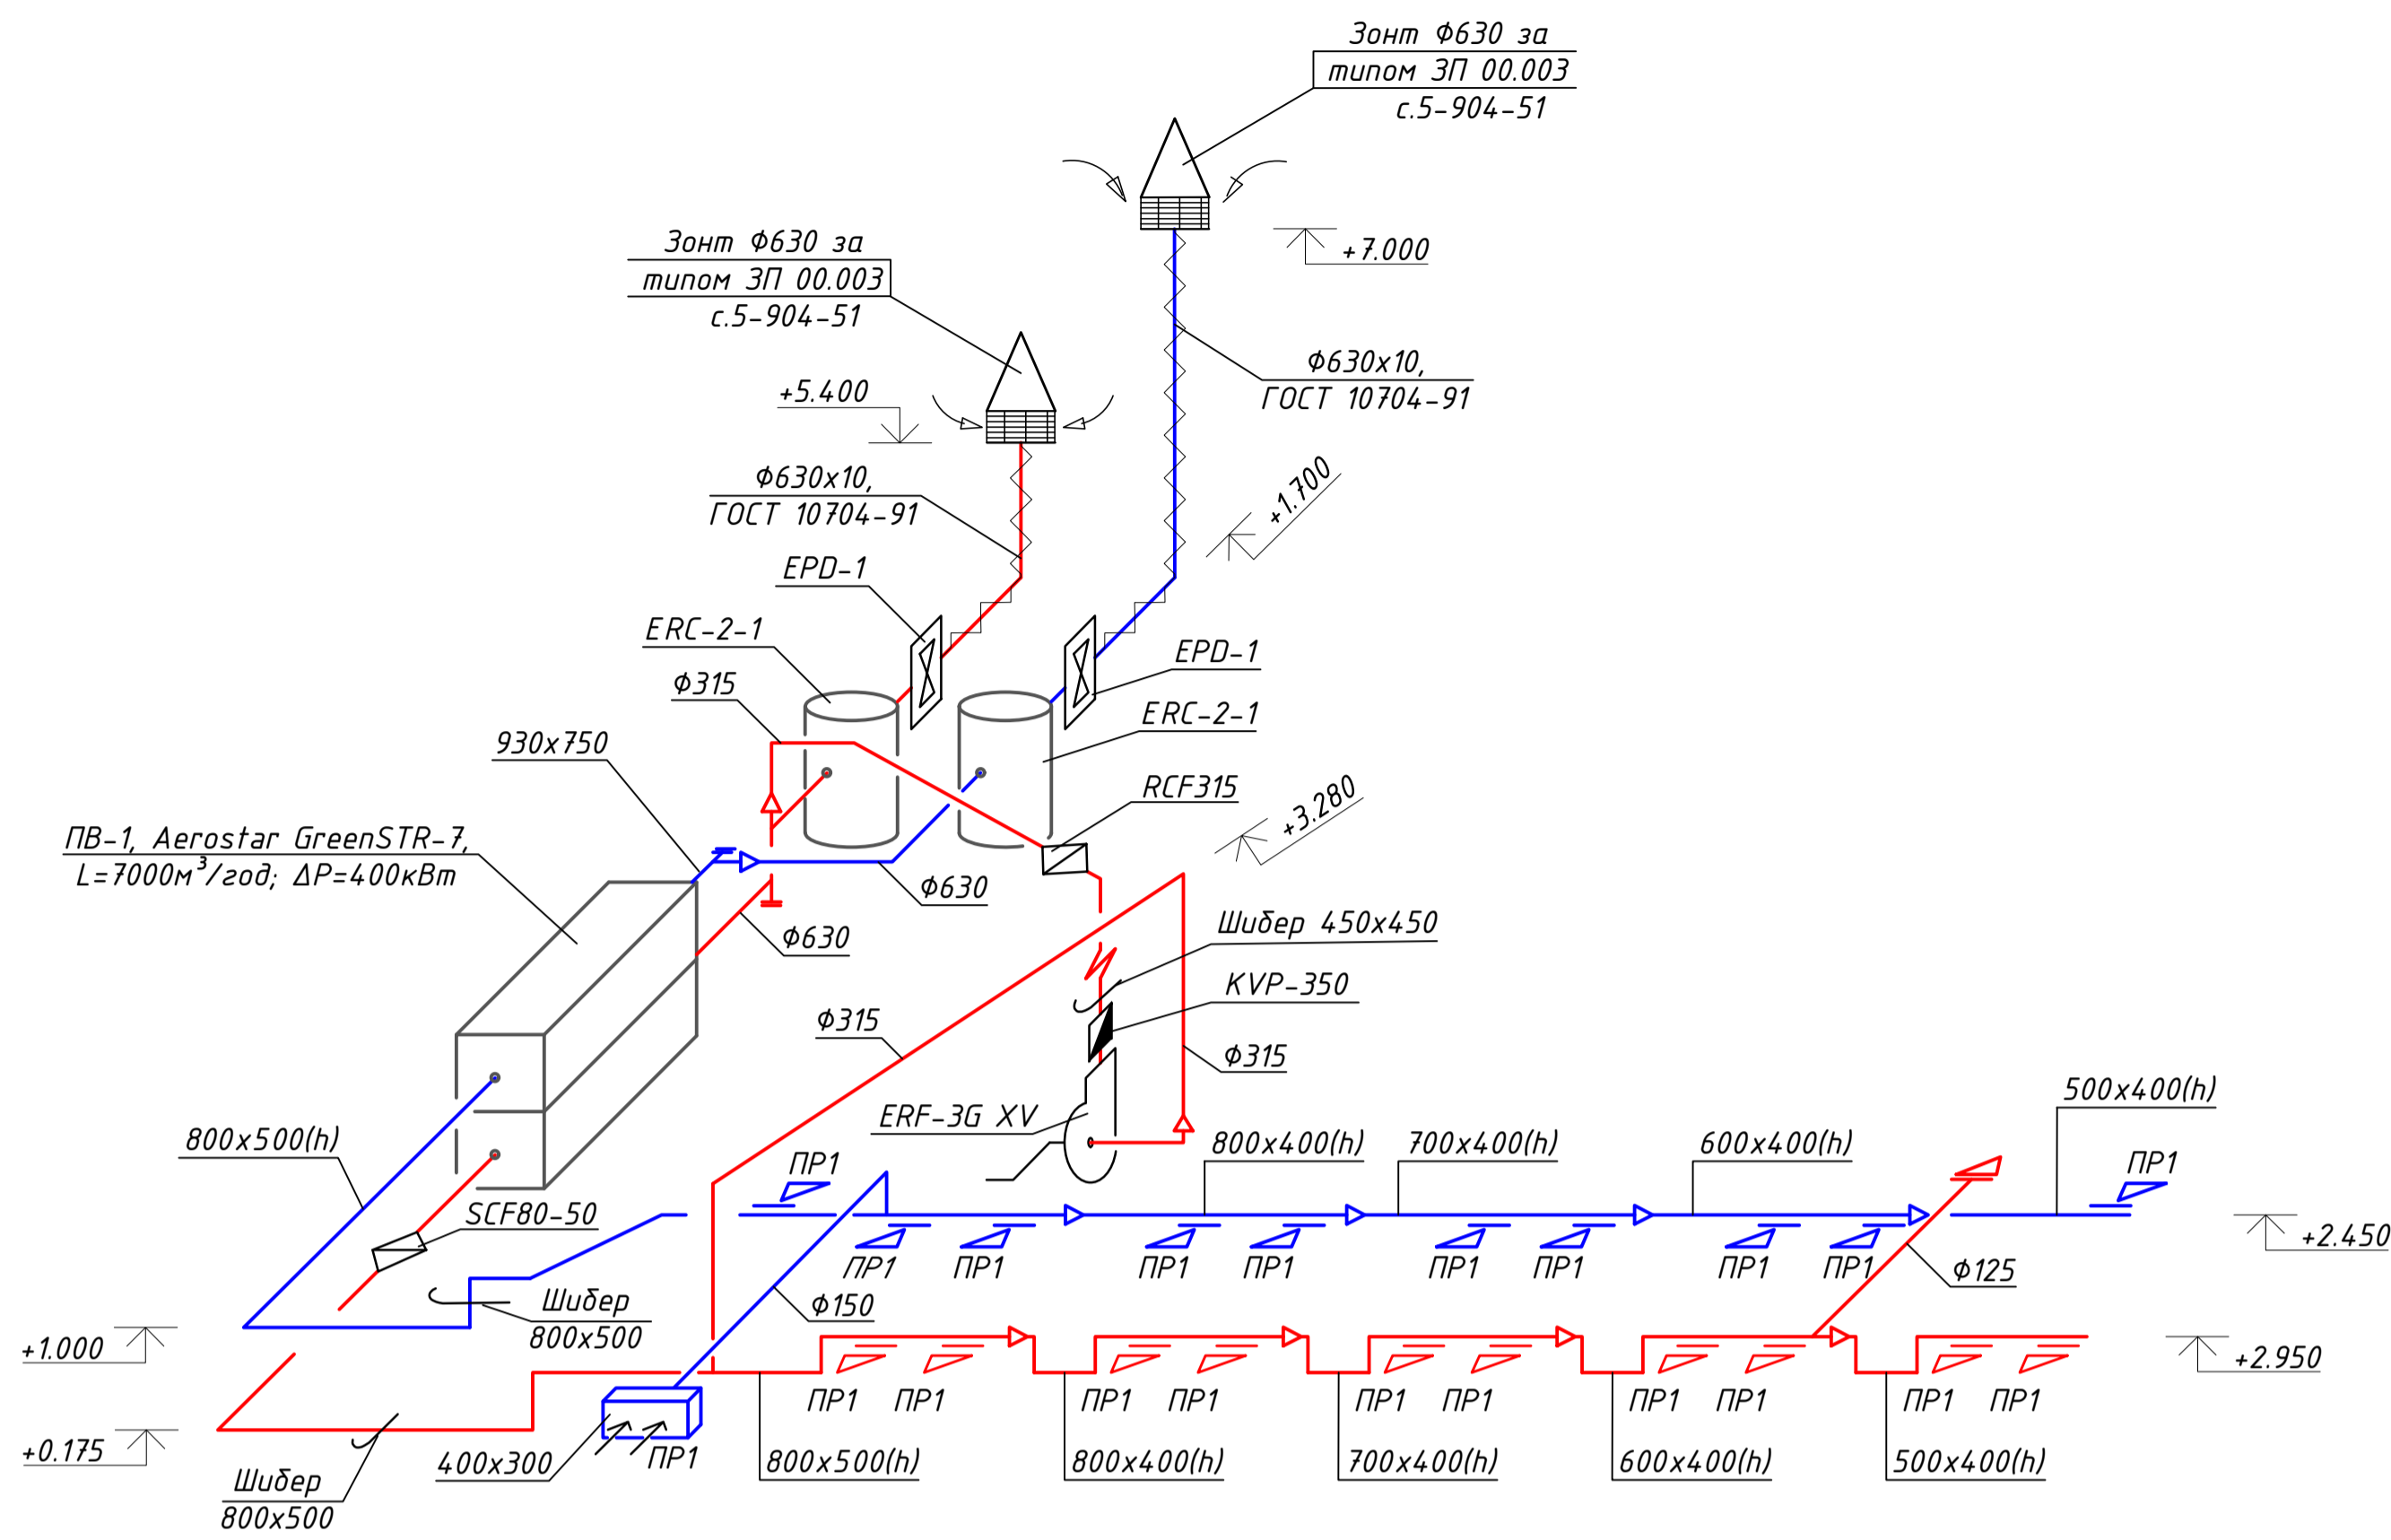 Зонт Ф630 за
типом ЗП 00.003
с.5-904-51
+7.000
Зонт Ф630 за
типом ЗП 00.003
с.5-904-51
+5.400
Ф630х10,
ГОСТ 10704-91
Ф630х10,
ГОСТ 10704-91
+1.700
EPD-1
ERC-2-1
EPD-1
Ф315
ERC-2-1
930х750
RCF315
+3.280
ПВ-1, Aerostar GreenSTR-7,
L=7000м³/год; ΔР=400кВт
Ф630
Ф630
Шибер 450х450
KVP-350
Ф315
Ф315
ERF-3G XV
800х500(h)
800х400(h)
700х400(h)
600х400(h)
500х400(h)
ПР1
ПР1
SCF80-50
+2.450
ПР1
ПР1
ПР1
ПР1
ПР1
ПР1
ПР1
ПР1
Ф125
Шибер
800х500
Ф150
+1.000
+2.950
ПР1
ПР1
ПР1
ПР1
ПР1
ПР1
ПР1
ПР1
ПР1
ПР1
+0.175
Шибер
800х500
400х300
ПР1
800х500(h)
800х400(h)
700х400(h)
600х400(h)
500х400(h)